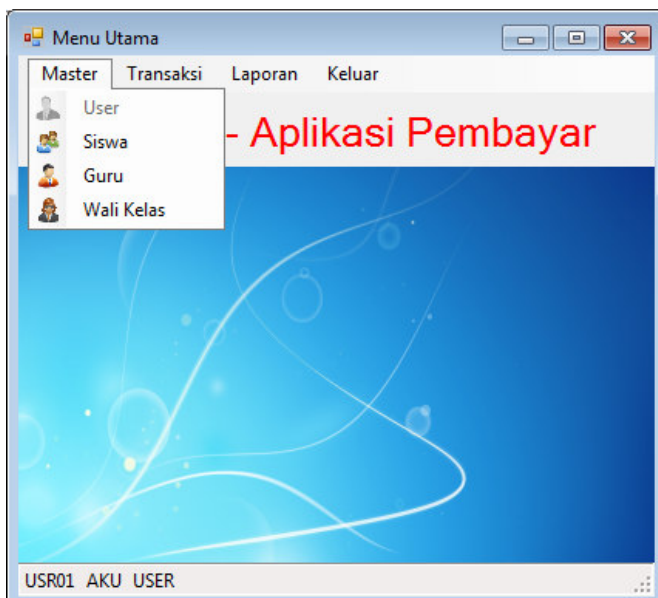 Menu Utama
Master Transaksi Laporan Keluar
User
- Aplikasi Pembayar
Siswa
Guru
Wali Kelas
USR01 AKU USER